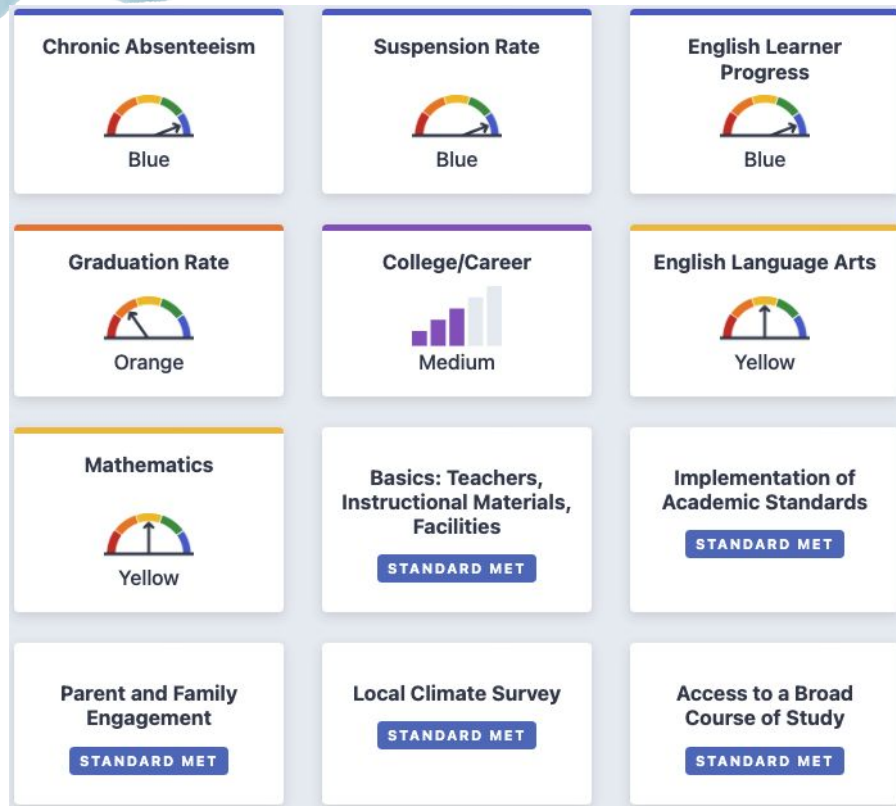 Chronic Absenteeism
Blue
Suspension Rate
Blue
English Learner
Progress
Blue
Graduation Rate
Orange
College/Career
Medium
English Language Arts
Yellow
Mathematics
Yellow
Basics: Teachers,
Instructional Materials,
Facilities
STANDARD MET
Implementation of
Academic Standards
STANDARD MET
Parent and Family
Engagement
STANDARD MET
Local Climate Survey
STANDARD MET
Access to a Broad
Course of Study
STANDARD MET